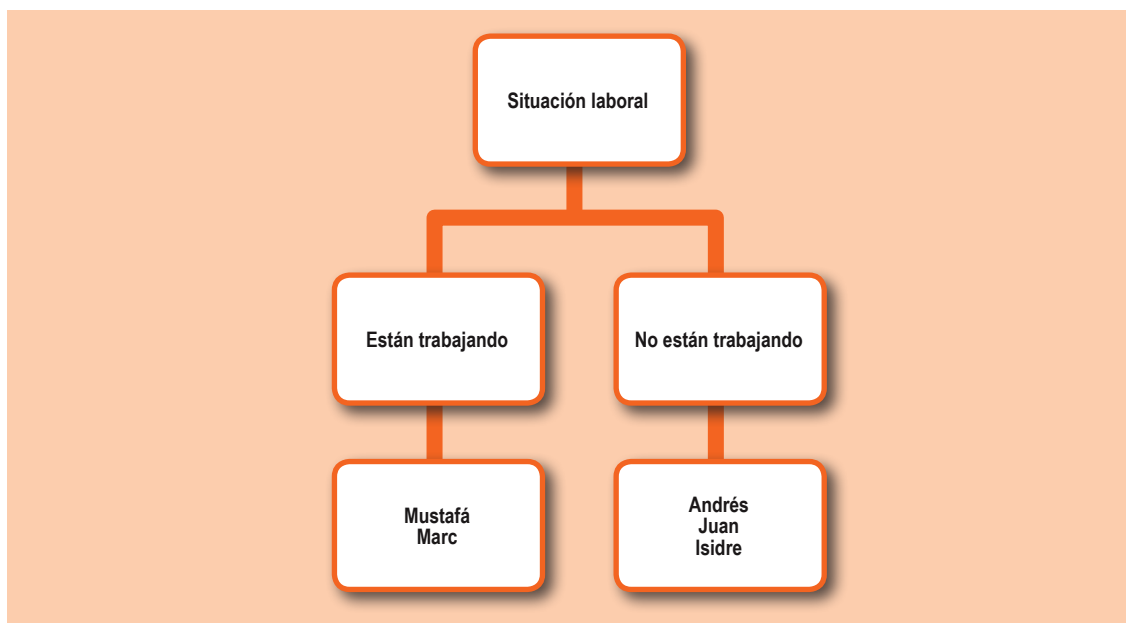 Situación laboral
Están trabajando
No están trabajando
Mustafá
Marc
Andrés
Juan
Isidre